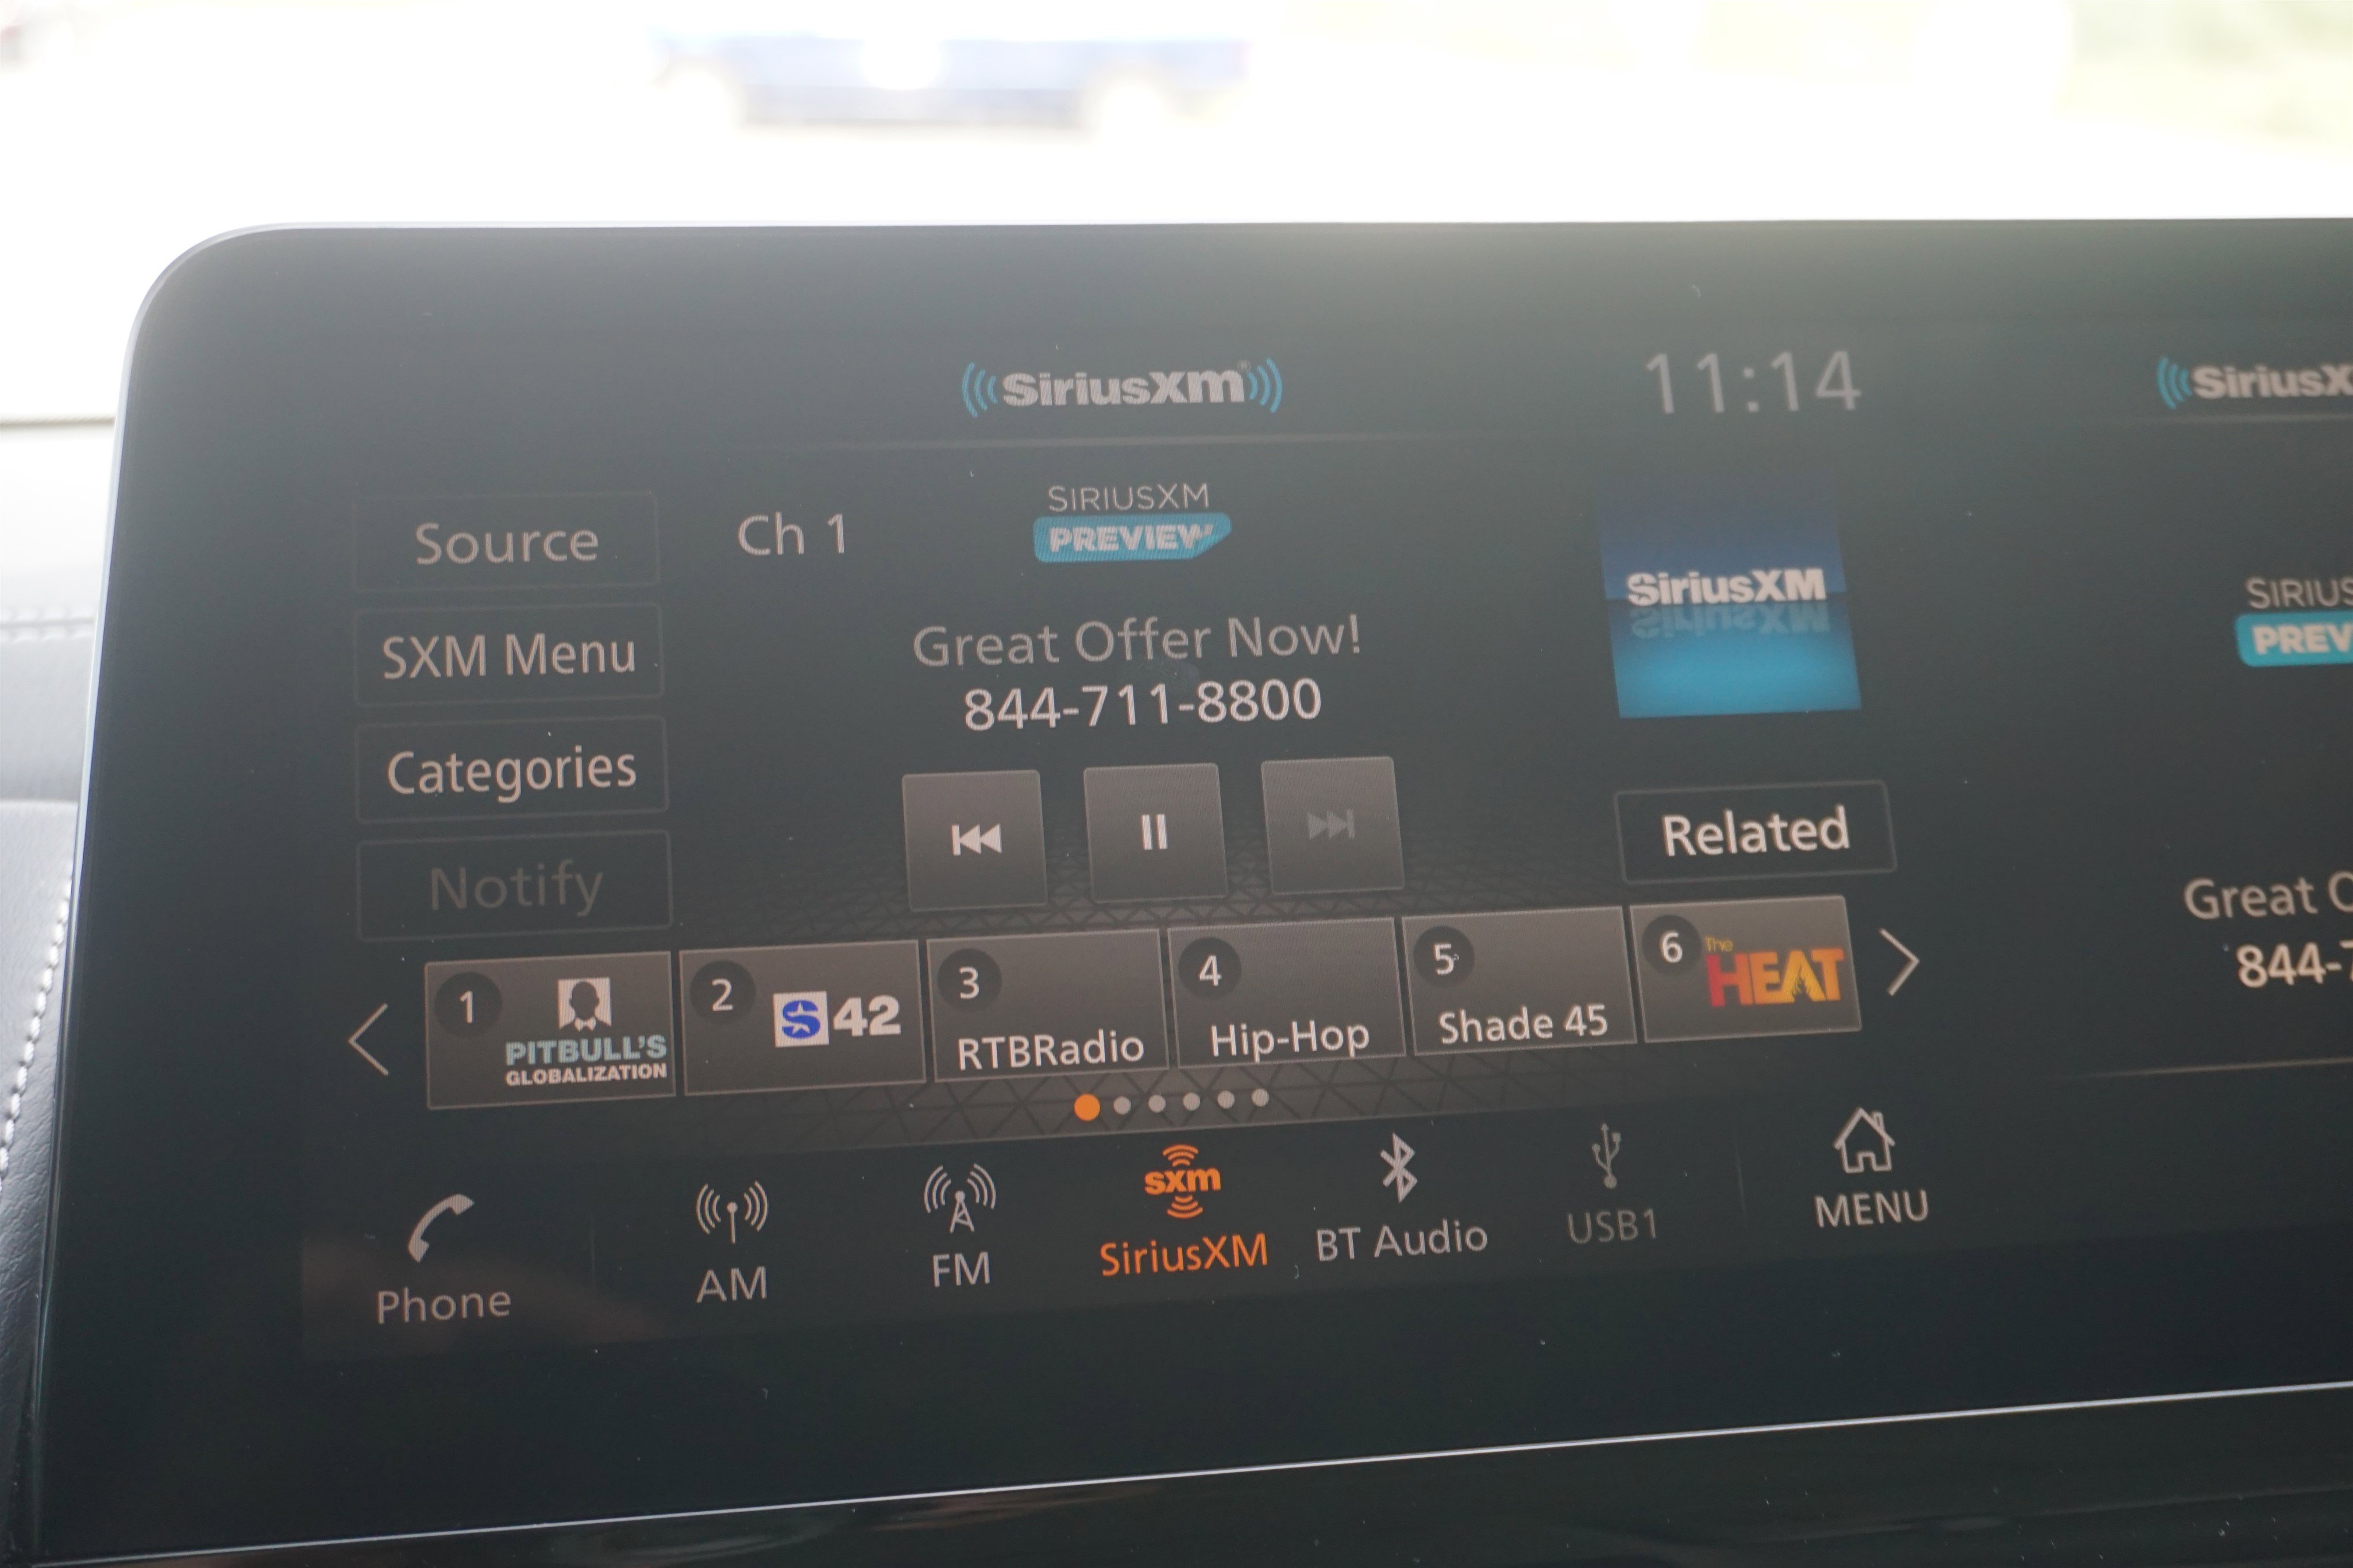 SiriusXM®
11:14
SiriusX
Source
Ch 1
SIRIUSXM
PREVIEW
SXM Menu
Great Offer Now!
844-711-8800
SiriusXM
SIRIUS
PREV
Categories
Notify
Related
Great O
844-7
1
PITBULL'S
GLOBALIZATION
2
S 42
3
RTBRadio
4
Hip-Hop
5
Shade 45
6
The
HEAT
Phone
AM
FM
sxm
SiriusXM
BT Audio
USB1
MENU